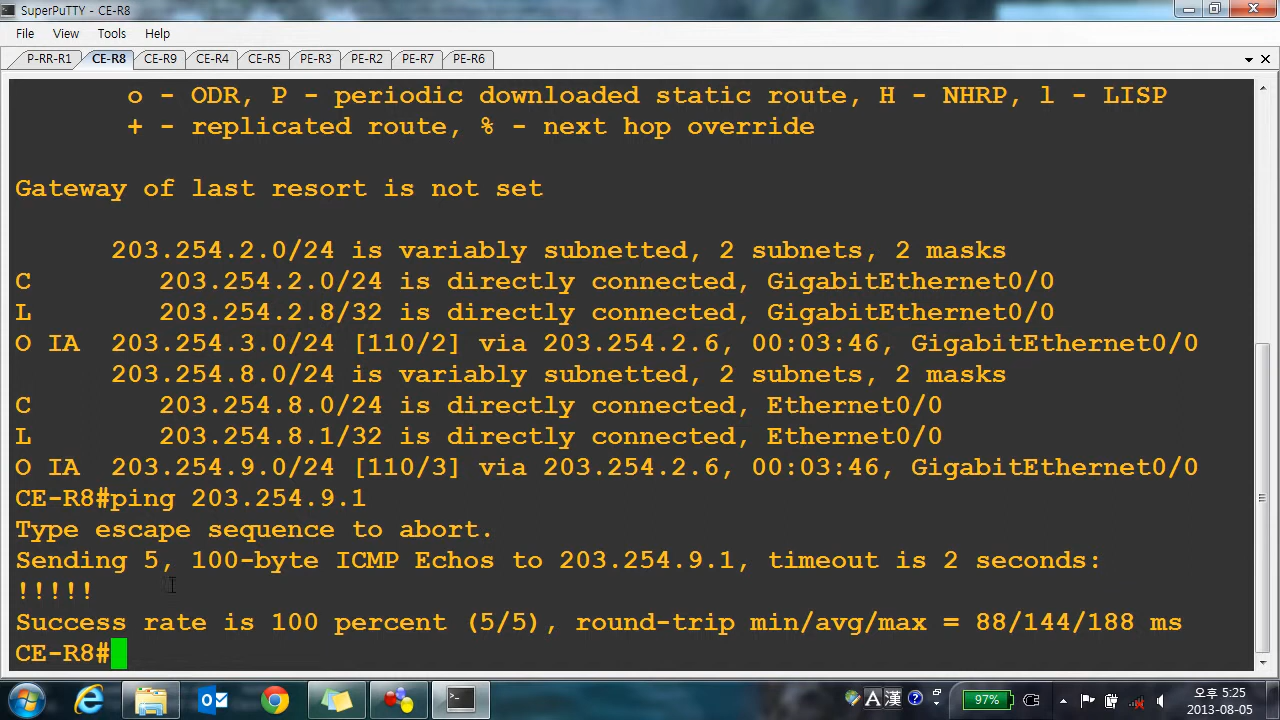 SuperPuTTY - CE-R8
File View Tools Help
P-RR-R1 CE-R8 CE-R9 CE-R4 CE-R5 PE-R3 PE-R2 PE-R7 PE-R6
o - ODR, P - periodic downloaded static route, H - NHRP, l - LISP
+ - replicated route, % - next hop override
Gateway of last resort is not set
203.254.2.0/24 is variably subnetted, 2 subnets, 2 masks
C 203.254.2.0/24 is directly connected, GigabitEthernet0/0
L 203.254.2.8/32 is directly connected, GigabitEthernet0/0
O IA 203.254.3.0/24 [110/2] via 203.254.2.6, 00:03:46, GigabitEthernet0/0
203.254.8.0/24 is variably subnetted, 2 subnets, 2 masks
C 203.254.8.0/24 is directly connected, Ethernet0/0
L 203.254.8.1/32 is directly connected, Ethernet0/0
O IA 203.254.9.0/24 [110/3] via 203.254.2.6, 00:03:46, GigabitEthernet0/0
CE-R8#ping 203.254.9.1
Type escape sequence to abort.
Sending 5, 100-byte ICMP Echos to 203.254.9.1, timeout is 2 seconds:
!!!!!
Success rate is 100 percent (5/5), round-trip min/avg/max = 88/144/188 ms
CE-R8#
A 漢 97% 오후 5:25
2013-08-05